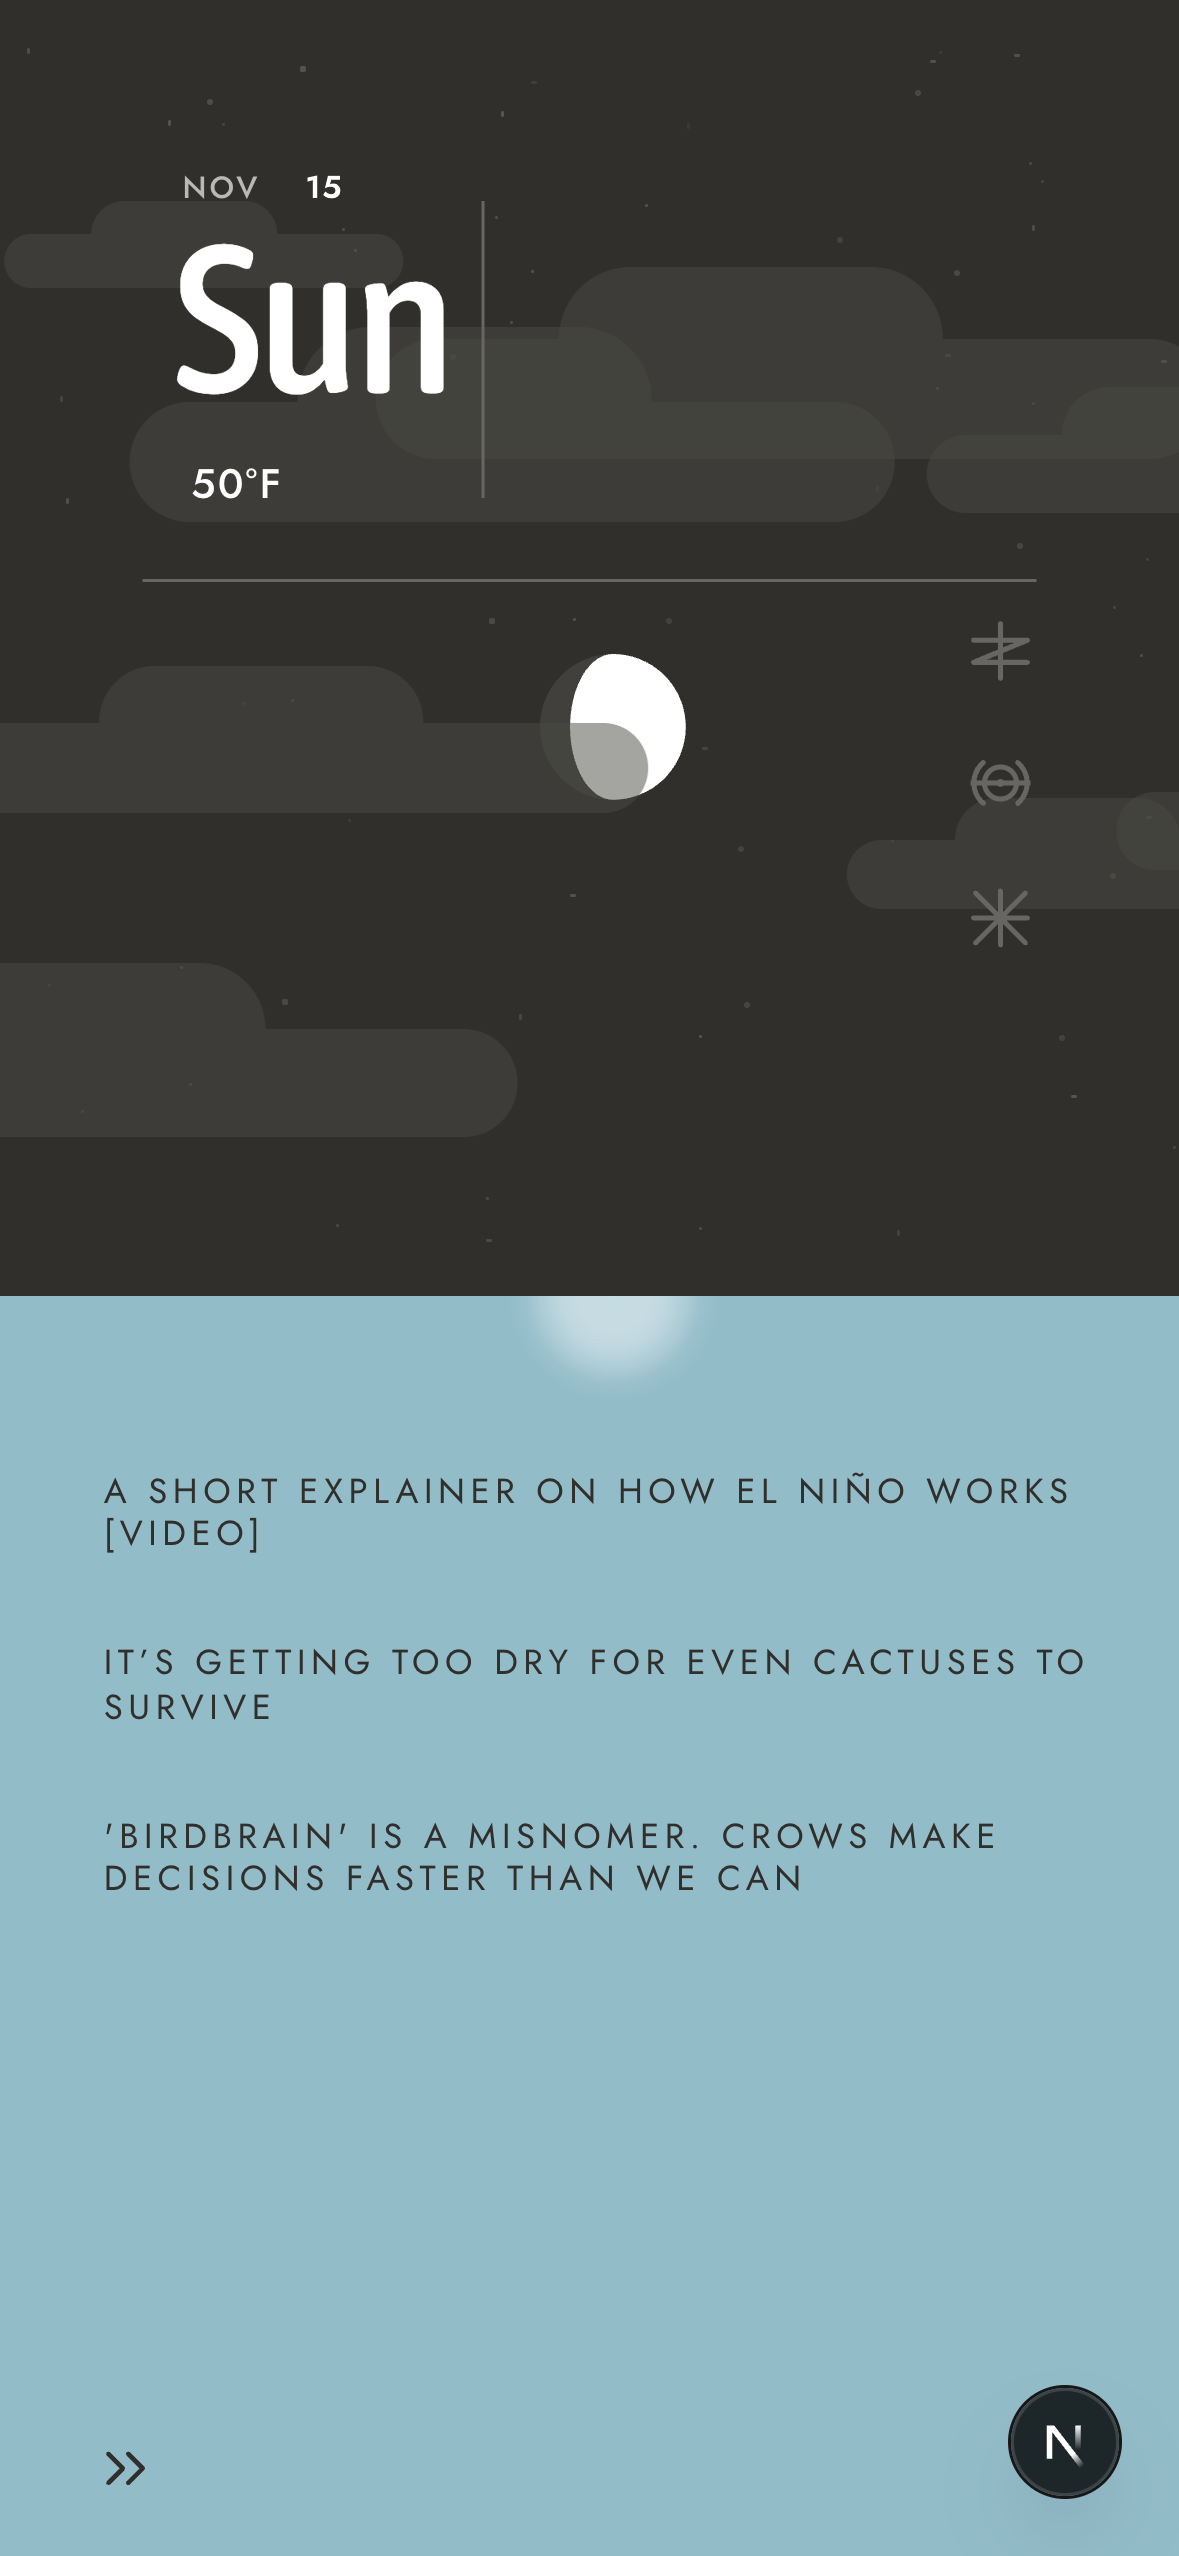 NOV 15
Sun
50°F
A SHORT EXPLAINER ON HOW EL NIÑO WORKS
[VIDEO]
IT'S GETTING TOO DRY FOR EVEN CACTUSES TO
SURVIVE
'BIRDBRAIN' IS A MISNOMER. CROWS MAKE
DECISIONS FASTER THAN WE CAN
N